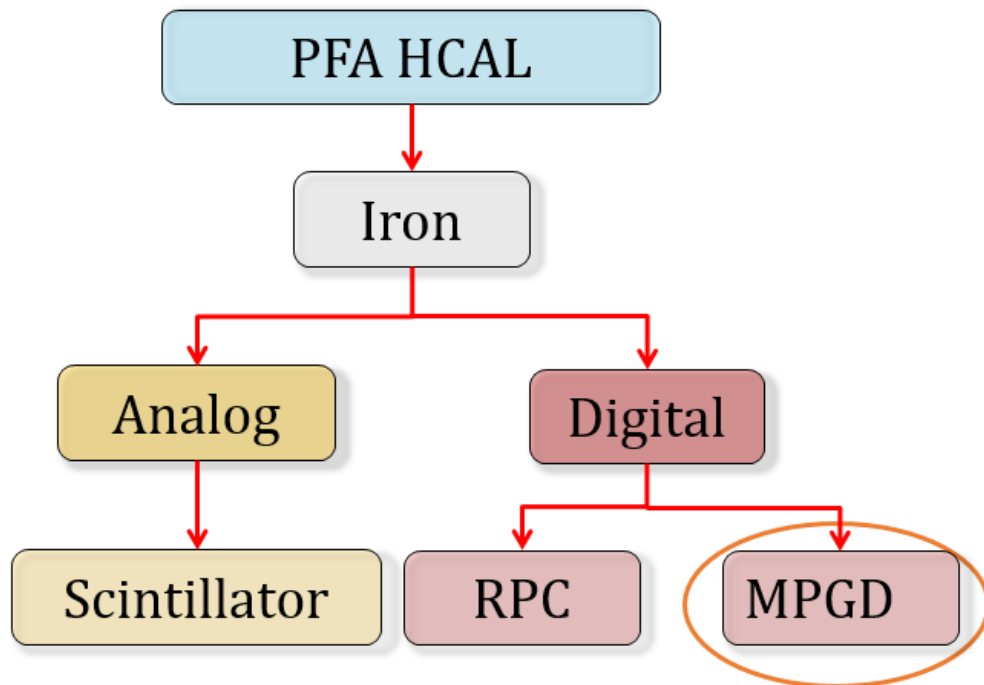 PFA HCAL
Iron
Analog
Digital
Scintillator
RPC
MPGD